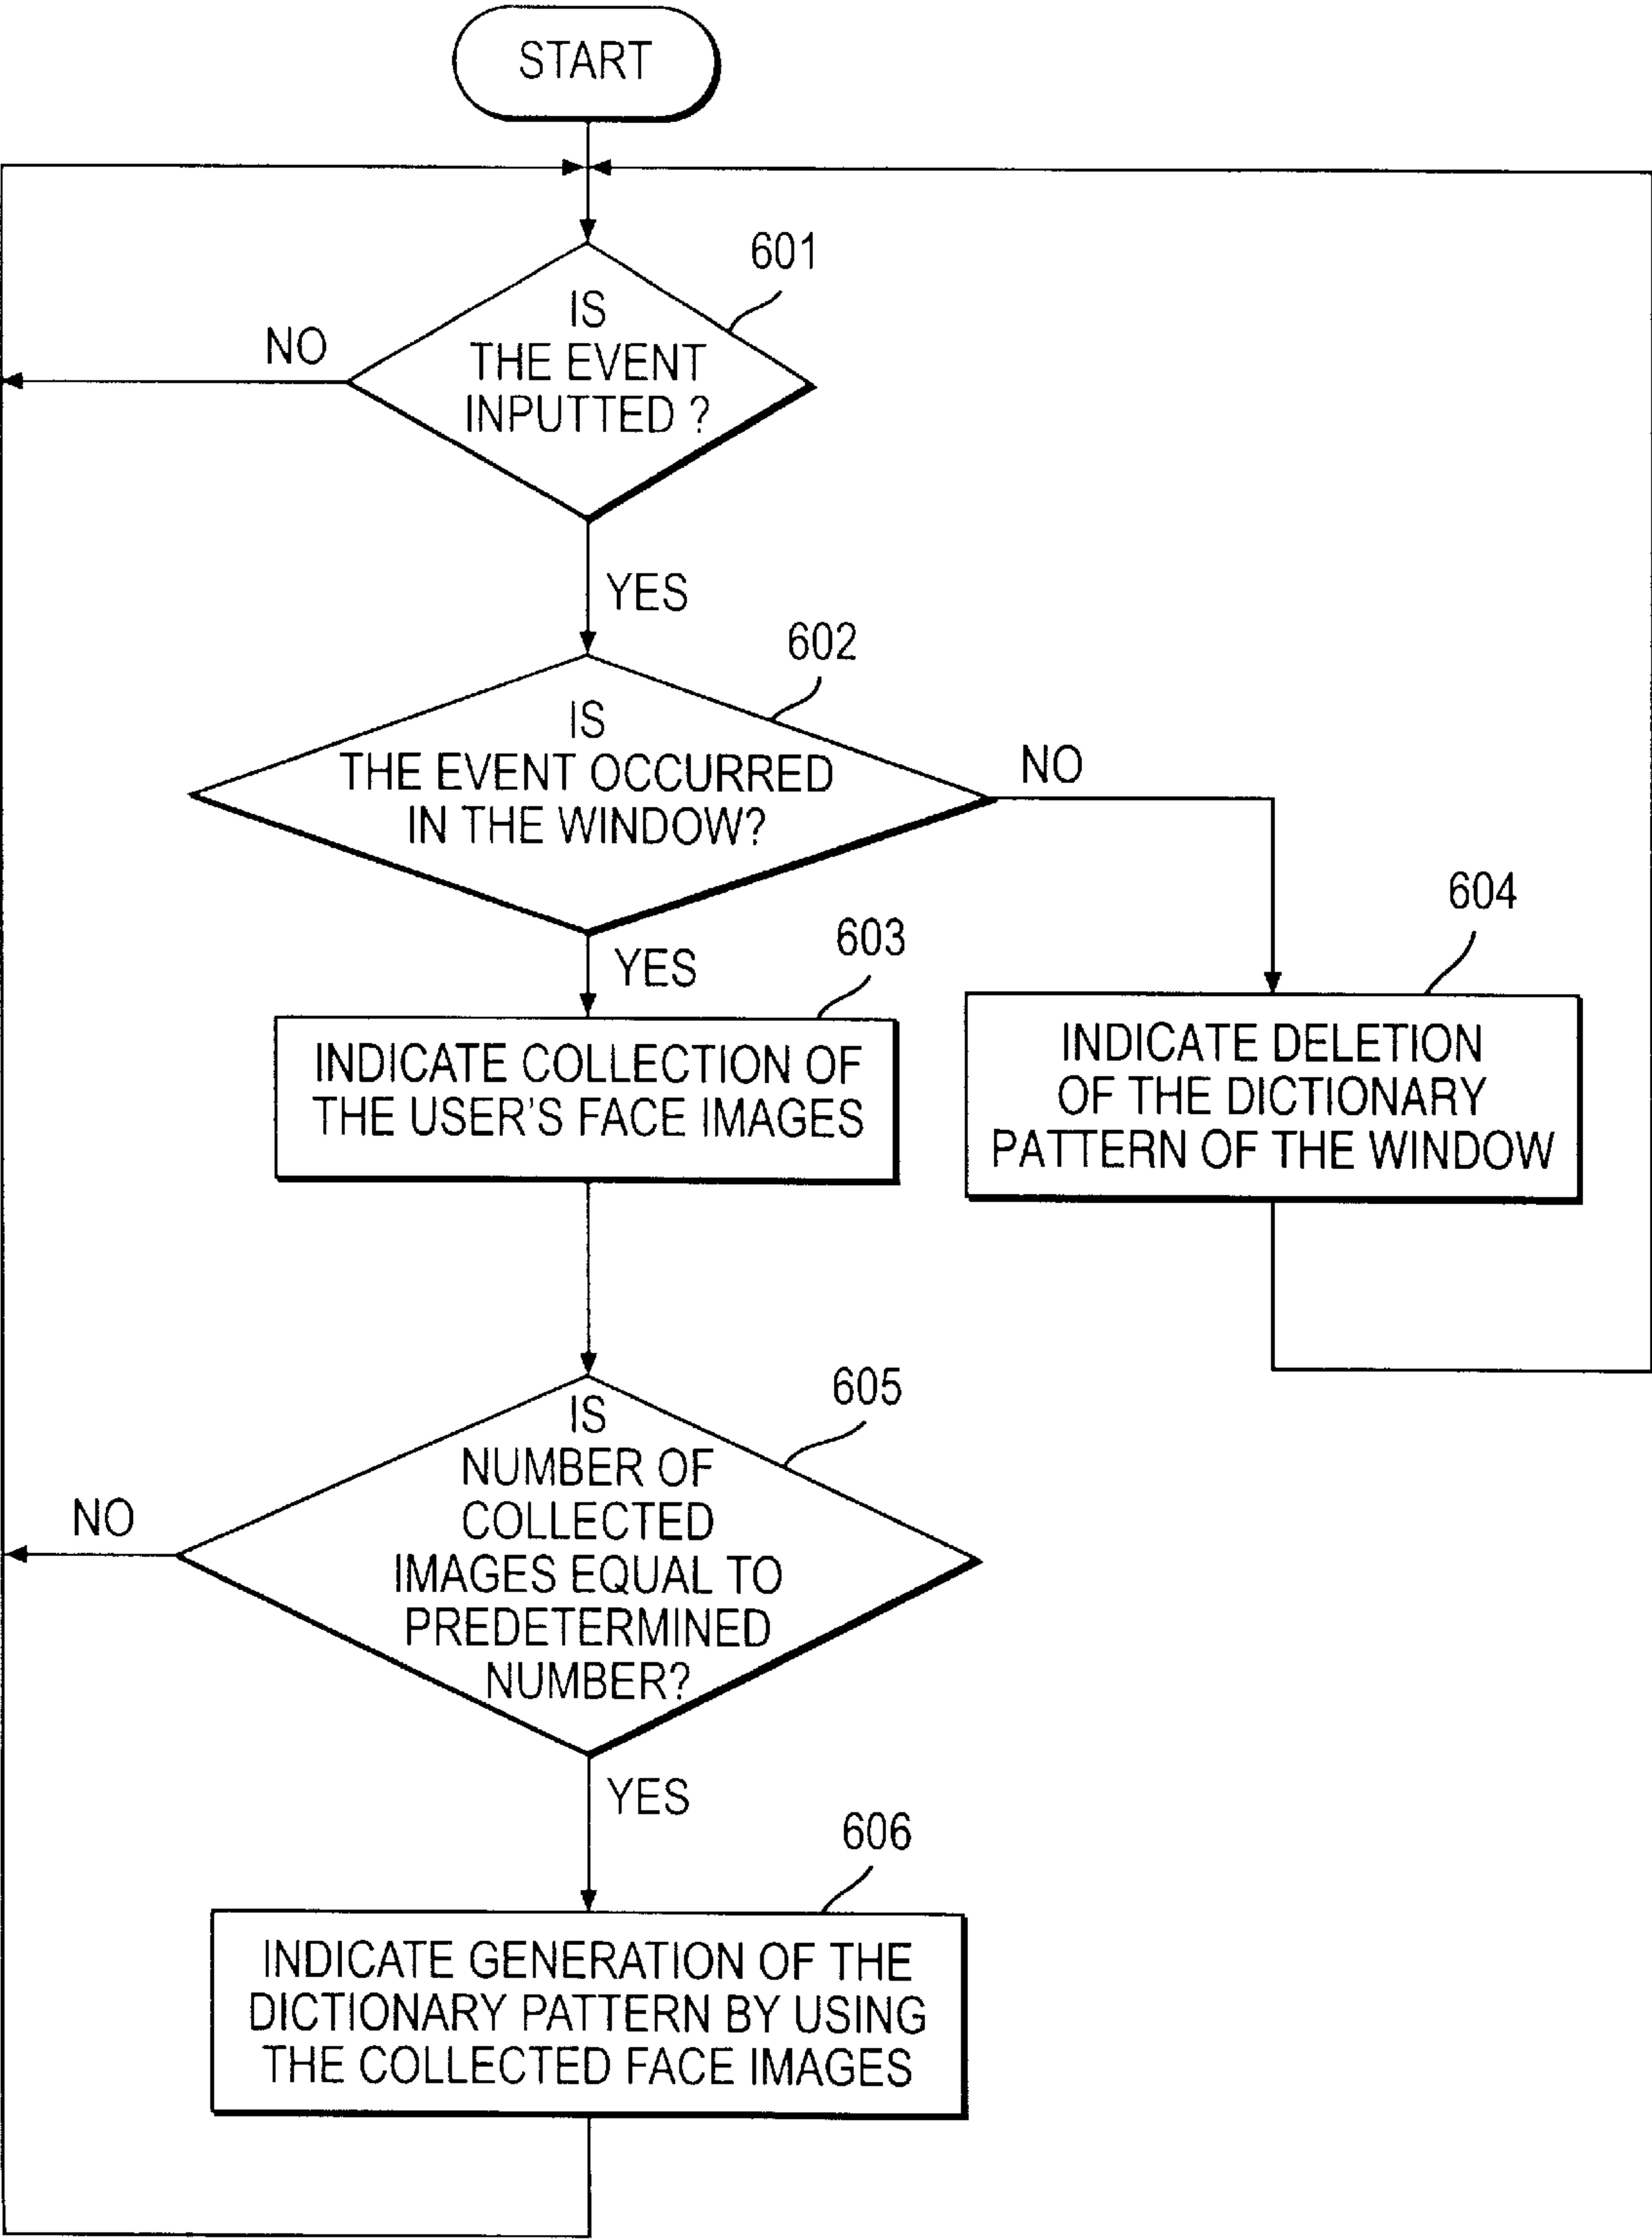 START
601
IS
THE EVENT
INPUTTED ?
NO
YES
602
IS
THE EVENT OCCURRED
IN THE WINDOW?
NO
YES
603
INDICATE COLLECTION OF
THE USER'S FACE IMAGES
604
INDICATE DELETION
OF THE DICTIONARY
PATTERN OF THE WINDOW
605
IS
NUMBER OF
COLLECTED
IMAGES EQUAL TO
PREDETERMINED
NUMBER?
NO
YES
606
INDICATE GENERATION OF THE
DICTIONARY PATTERN BY USING
THE COLLECTED FACE IMAGES